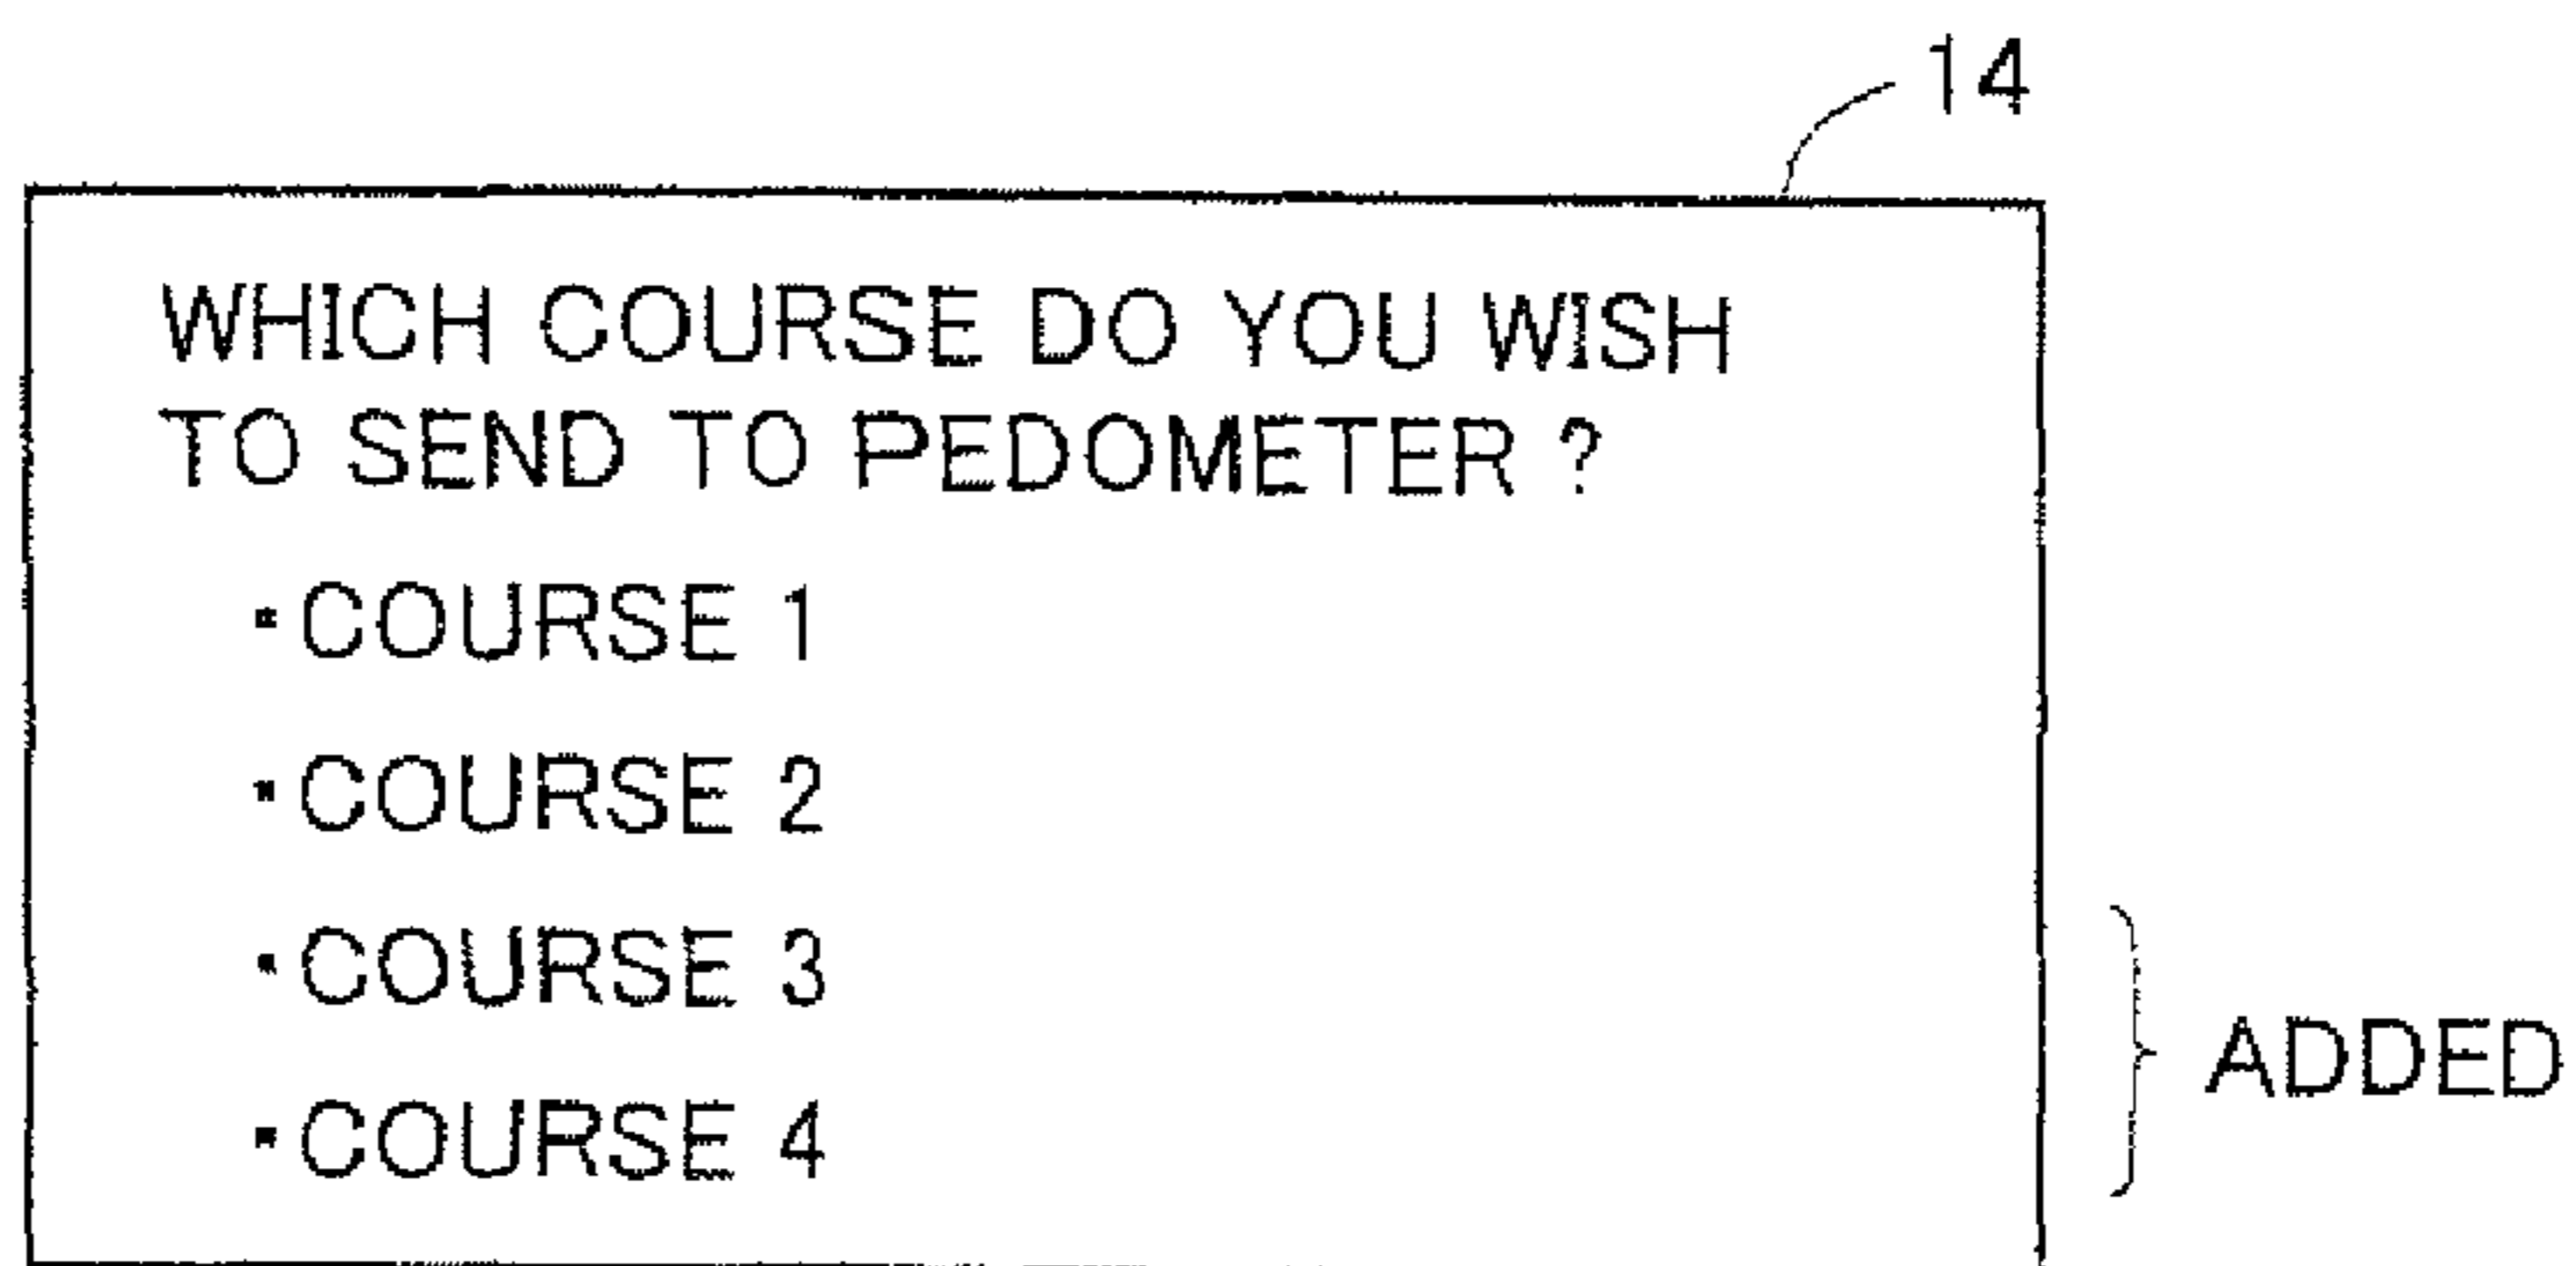 14
WHICH COURSE DO YOU WISH
TO SEND TO PEDOMETER ?
▪COURSE 1
▪COURSE 2
▪COURSE 3
▪COURSE 4
ADDED